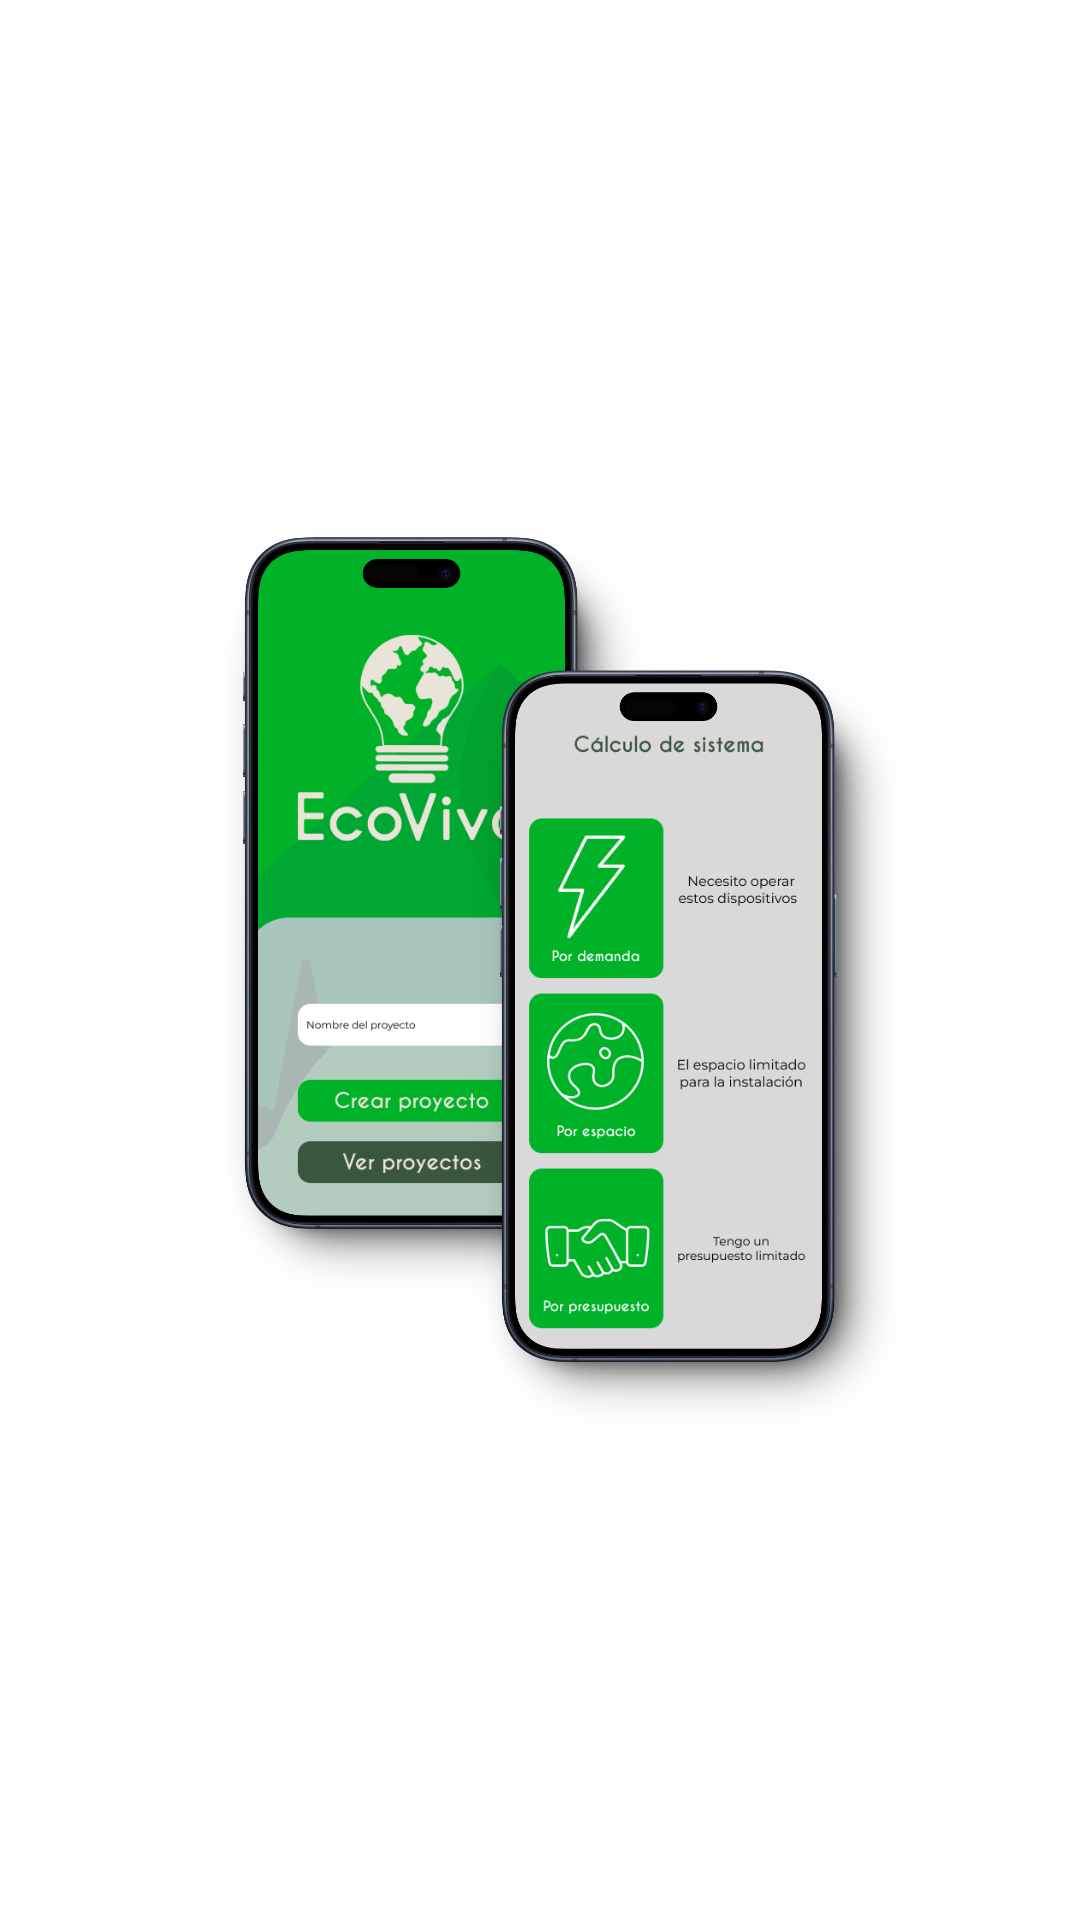 Nombre del proyecto
Crear proyecto
Ver proyectos
Cálculo de sistema
Por demanda
Necesito operar
estos dispositivos
Por espacio
El espacio limitado
para la instalación
Por presupuesto
Tengo un
presupuesto limitado